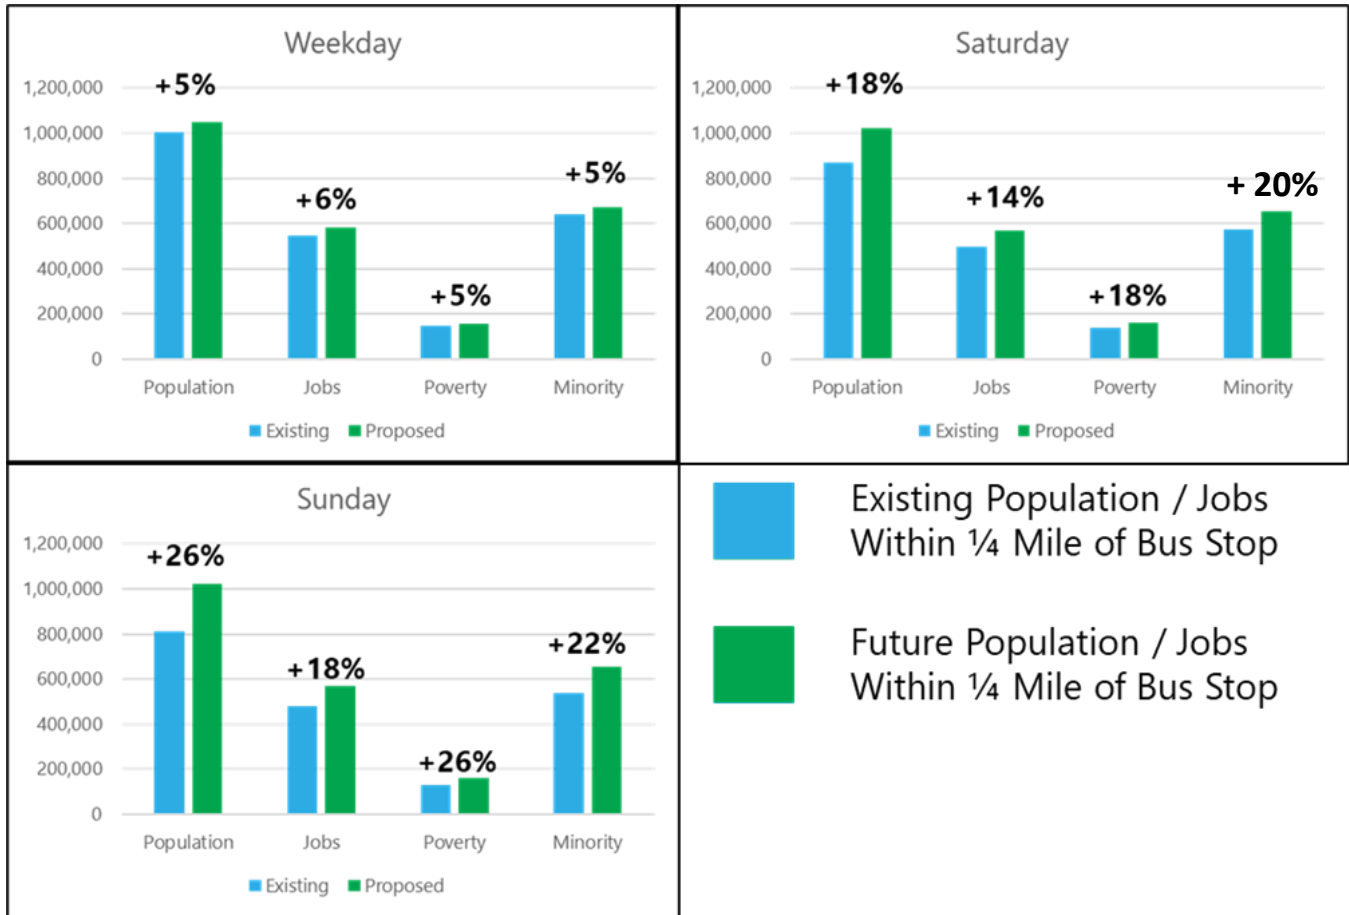 Weekday
+5%
1,200,000
1,000,000
800,000
600,000
400,000
200,000
0
+6%
+5%
+5%
Population Jobs Poverty Minority
Existing Proposed
Saturday
+18%
1,200,000
1,000,000
800,000
600,000
400,000
200,000
0
+14%
+18%
+ 20%
Population Jobs Poverty Minority
Existing Proposed
Sunday
1,200,000
1,000,000
800,000
600,000
400,000
200,000
0
+26%
+18%
+26%
+22%
Population Jobs Poverty Minority
Existing Proposed
Existing Population / Jobs
Within ¼ Mile of Bus Stop
Future Population / Jobs
Within ¼ Mile of Bus Stop